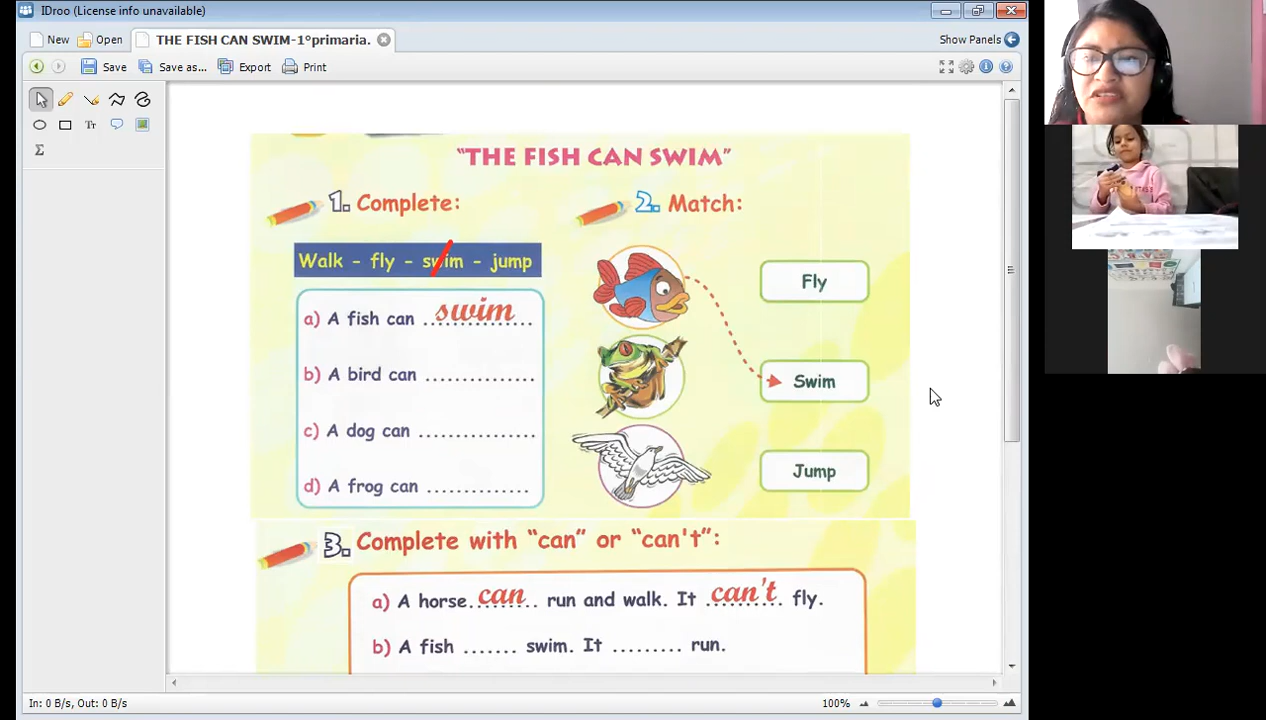 IDroo (License info unavailable)
New Open THE FISH CAN SWIM-1°primaria. Show Panels
Save Save as... Export Print
Tr
Σ
"THE FISH CAN SWIM"
1. Complete:
Walk - fly - swim - jump
a) A fish can swim
b) A bird can ...............
c) A dog can ................
d) A frog can ..............
2. Match:
Fly
Swim
Jump
3. Complete with "can" or "can't":
a) A horse can run and walk. It can't fly.
b) A fish ....... swim. It ......... run.
In: 0 B/s, Out: 0 B/s 100%